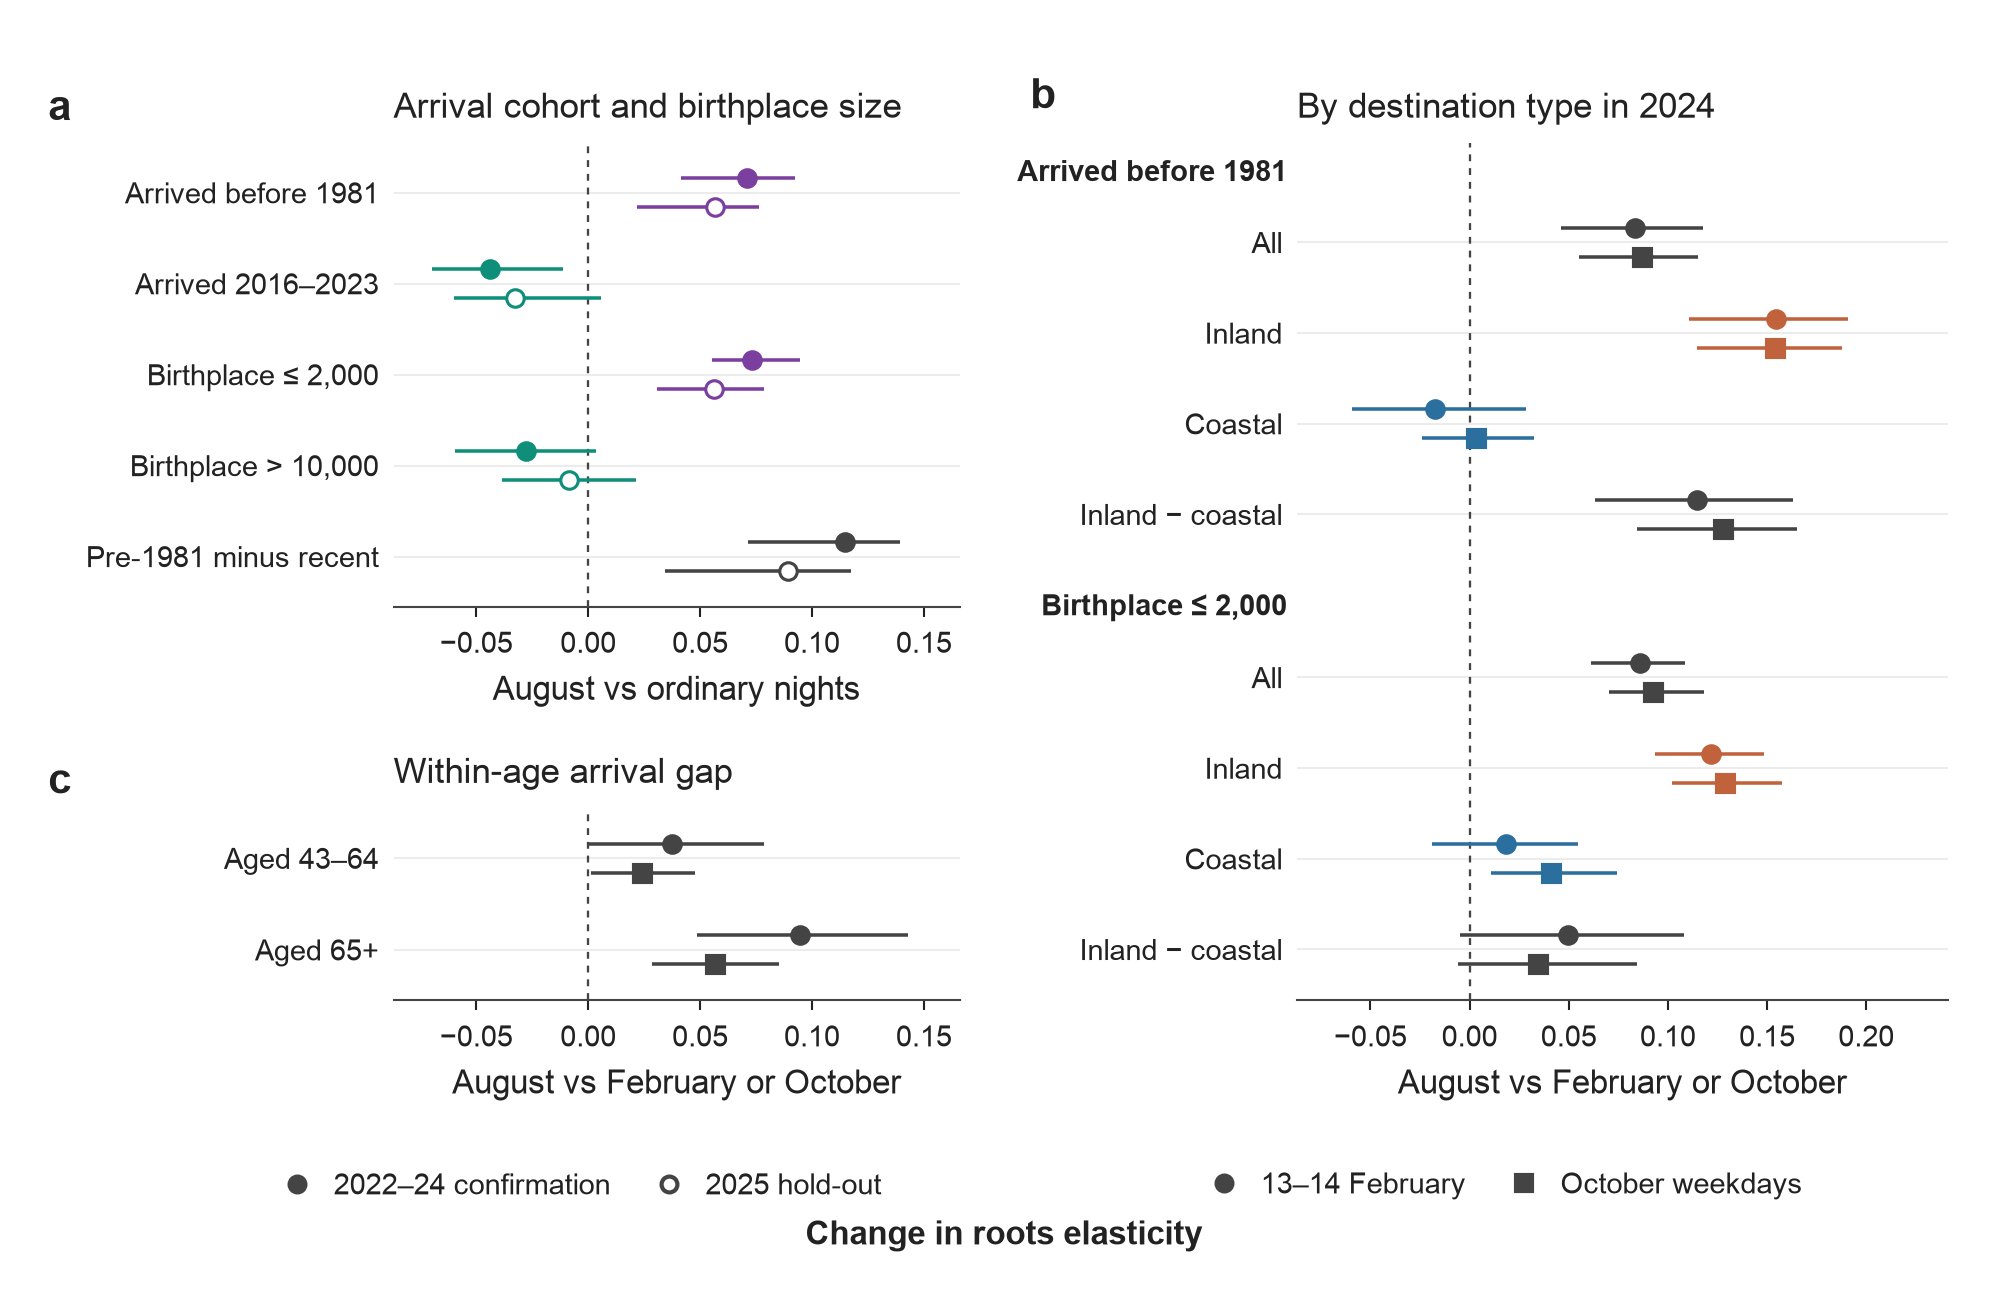 a
Arrival cohort and birthplace size
Arrived before 1981
Arrived 2016–2023
Birthplace ≤ 2,000
Birthplace > 10,000
Pre-1981 minus recent
−0.05 0.00 0.05 0.10 0.15
August vs ordinary nights
b
By destination type in 2024
Arrived before 1981
All
Inland
Coastal
Inland − coastal
Birthplace ≤ 2,000
All
Inland
Coastal
Inland − coastal
−0.05 0.00 0.05 0.10 0.15 0.20
August vs February or October
c
Within-age arrival gap
Aged 43–64
Aged 65+
−0.05 0.00 0.05 0.10 0.15
August vs February or October
2022–24 confirmation 2025 hold-out
13–14 February October weekdays
Change in roots elasticity